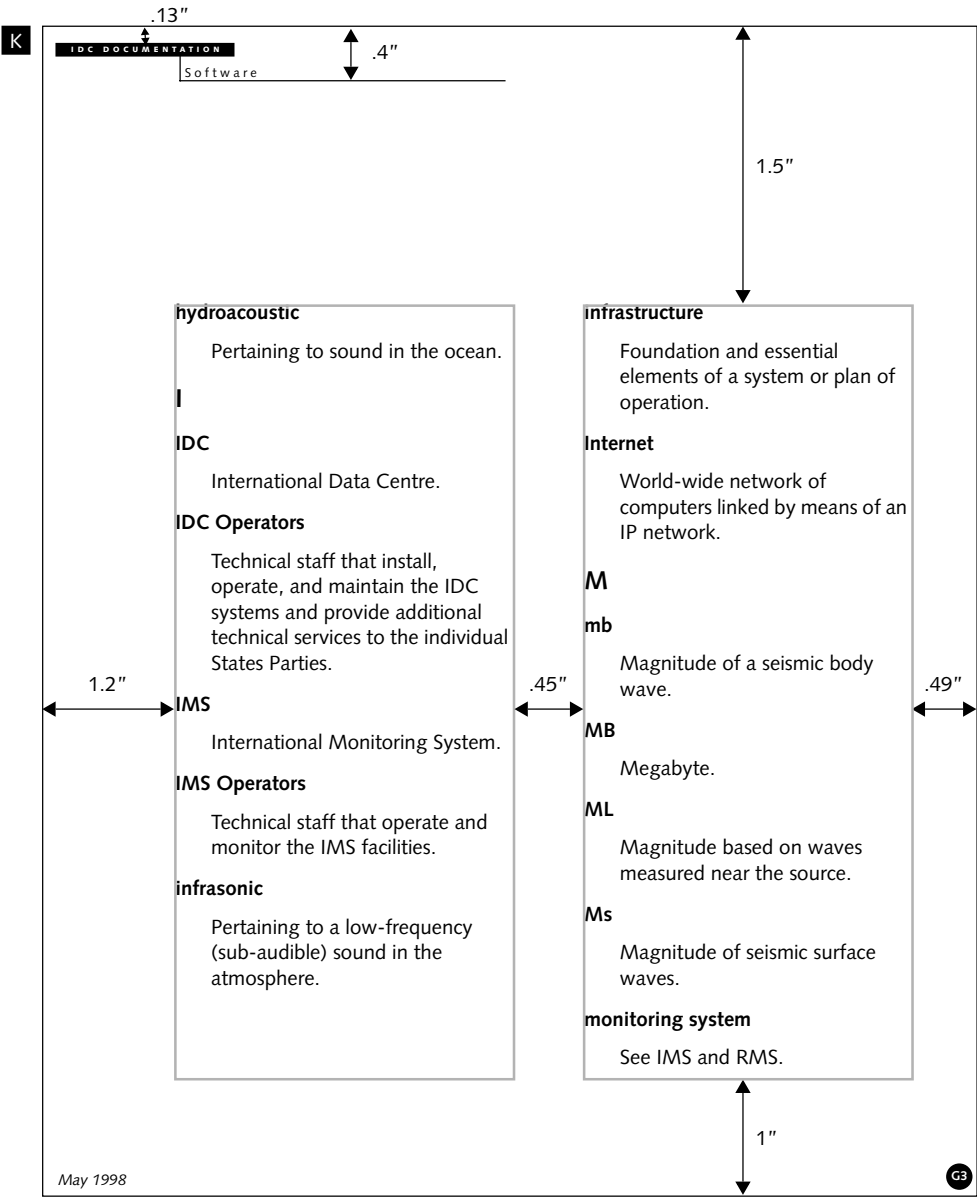 .13"
K
IDC DOCUMENTATION
.4"
Software
1.5"
hydroacoustic
Pertaining to sound in the ocean.
I
IDC
International Data Centre.
IDC Operators
Technical staff that install,
operate, and maintain the IDC
systems and provide additional
technical services to the individual
States Parties.
1.2"
IMS
International Monitoring System.
IMS Operators
Technical staff that operate and
monitor the IMS facilities.
infrasonic
Pertaining to a low-frequency
(sub-audible) sound in the
atmosphere.
.45"
infrastructure
Foundation and essential
elements of a system or plan of
operation.
Internet
World-wide network of
computers linked by means of an
IP network.
M
mb
Magnitude of a seismic body
wave.
.49"
MB
Megabyte.
ML
Magnitude based on waves
measured near the source.
Ms
Magnitude of seismic surface
waves.
monitoring system
See IMS and RMS.
1"
May 1998
G3